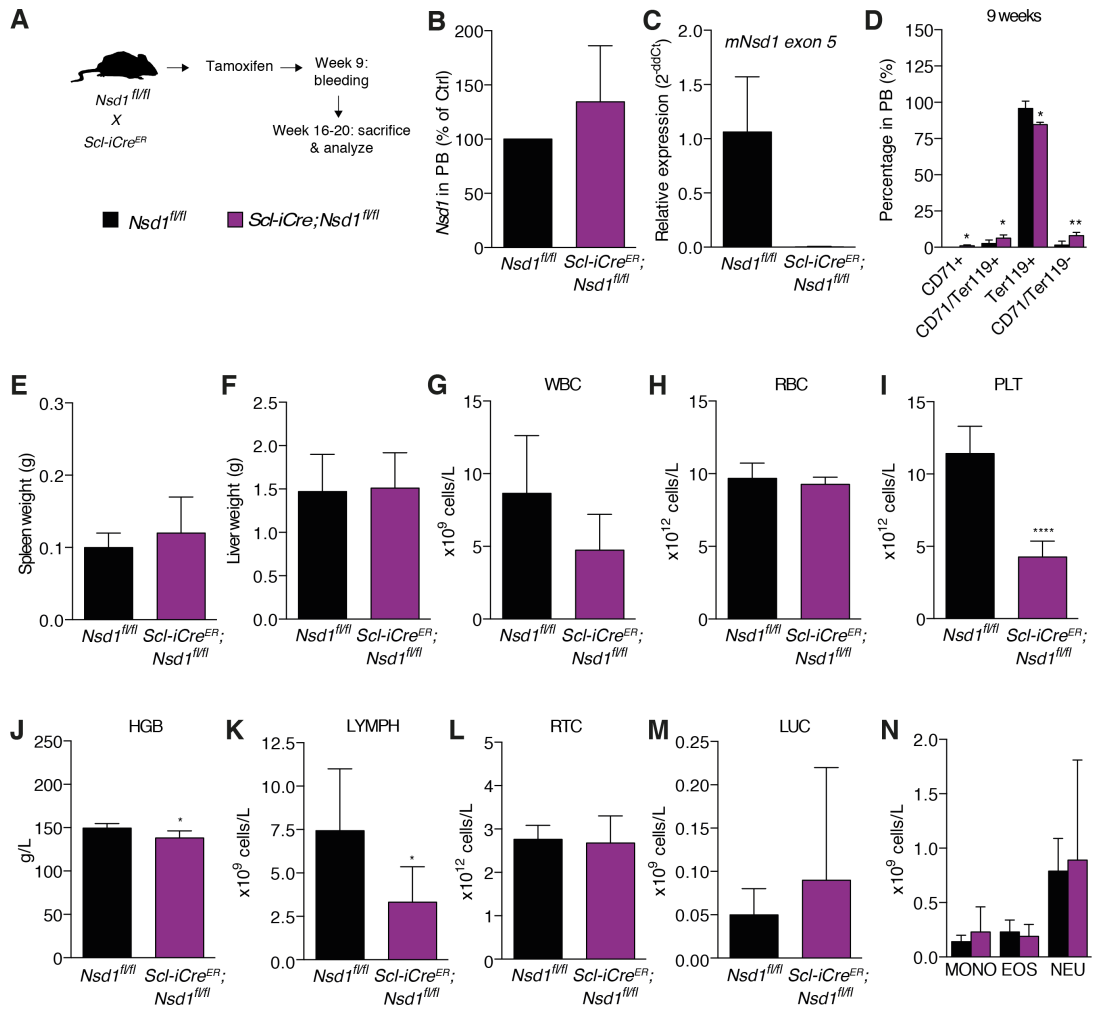 A
Nsd1 fl/fl
X
Scl-iCreER
Tamoxifen
Week 9:
bleeding
Week 16-20: sacrifice
& analyze
Nsd1fl/fl
Scl-iCre;Nsd1fl/fl
B
Nsd1 in PB (% of Ctrl)
200
150
100
50
0
Nsd1fl/fl
Scl-iCreER;
Nsd1fl/fl
C
mNsd1 exon 5
Relative expression (2-ddCt)
2.0
1.5
1.0
0.5
0.0
Nsd1fl/fl
Scl-iCreER;
Nsd1fl/fl
D
9 weeks
Percentage in PB (%)
150
125
100
75
50
25
0
*
*
*
**
CD71+
CD71/Ter119+
Ter119+
CD71/Ter119-
E
Spleen weight (g)
0.3
0.2
0.1
0.0
Nsd1fl/fl
Scl-iCreER;
Nsd1fl/fl
F
Liver weight (g)
2.5
2.0
1.5
1.0
0.5
0.0
Nsd1fl/fl
Scl-iCreER;
Nsd1fl/fl
G
WBC
x109 cells/L
15
10
5
0
Nsd1fl/fl
Scl-iCreER;
Nsd1fl/fl
H
RBC
x1012 cells/L
15
10
5
0
Nsd1fl/fl
Scl-iCreER;
Nsd1fl/fl
I
PLT
x1012 cells/L
15
10
5
0
****
Nsd1fl/fl
Scl-iCreER;
Nsd1fl/fl
J
HGB
g/L
250
200
150
100
50
0
*
Nsd1fl/fl
Scl-iCreER;
Nsd1fl/fl
K
LYMPH
x109 cells/L
12.5
10.0
7.5
5.0
2.5
0.0
*
Nsd1fl/fl
Scl-iCreER;
Nsd1fl/fl
L
RTC
x1012 cells/L
5
4
3
2
1
0
Nsd1fl/fl
Scl-iCreER;
Nsd1fl/fl
M
LUC
x109 cells/L
0.25
0.20
0.15
0.10
0.05
0.00
Nsd1fl/fl
Scl-iCreER;
Nsd1fl/fl
N
x109 cells/L
2.0
1.5
1.0
0.5
0.0
MONO EOS NEU